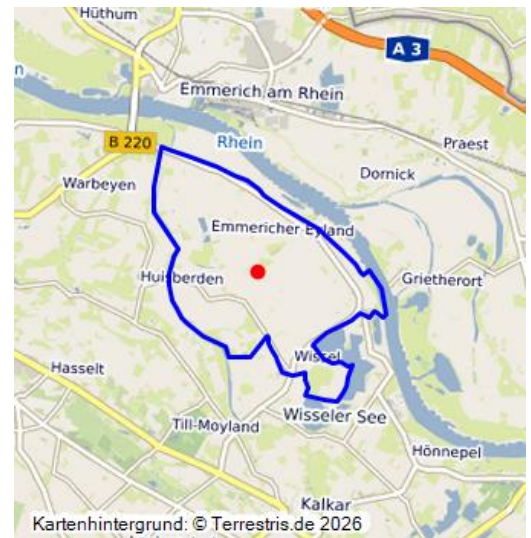 Hüthum
A 3
Emmerich am Rhein
B 220
Rhein
Praest
Dornick
Warbeyen
Emmericher Eyland
Huisberden
Grietherort
Wissel
Hasselt
Wisseler See
Till-Moyland
Hönnepel
Kalkar
Kartenhintergrund: © Terrestris.de 2026